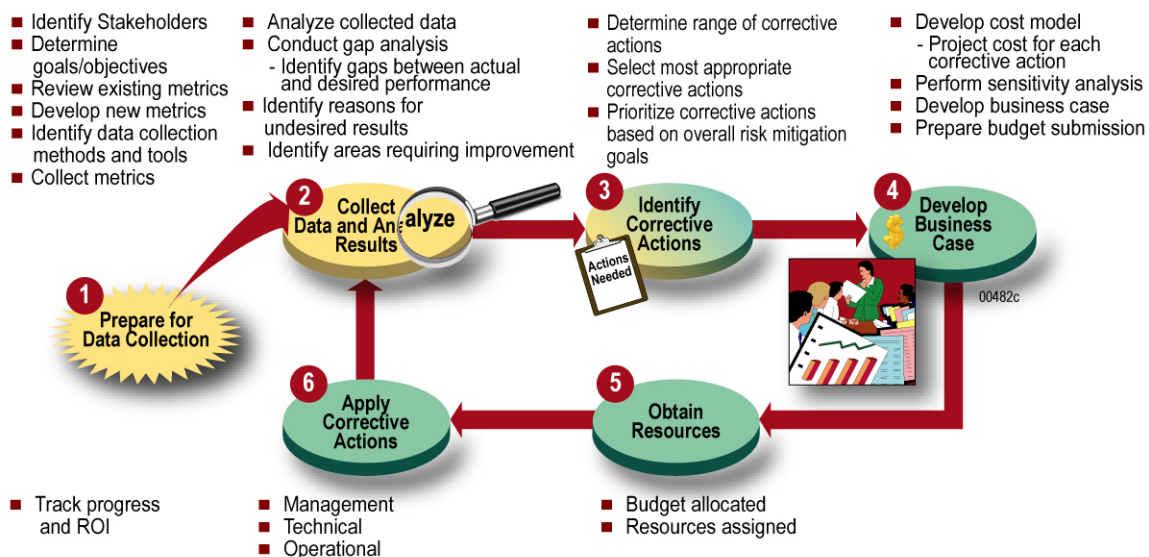 Identify Stakeholders
Determine
goals/objectives
Review existing metrics
Develop new metrics
Identify data collection
methods and tools
Collect metrics
Analyze collected data
Conduct gap analysis
- Identify gaps between actual
and desired performance
Identify reasons for
undesired results
Identify areas requiring improvement
Determine range of corrective
actions
Select most appropriate
corrective actions
Prioritize corrective actions
based on overall risk mitigation
goals
Develop cost model
- Project cost for each
corrective action
Perform sensitivity analysis
Develop business case
Prepare budget submission
1
Prepare for
Data Collection
2
Collect
Data and Analyze
Results
3
Identify
Corrective
Actions
Actions
Needed
4
$
Develop
Business
Case
00482c
5
Obtain
Resources
6
Apply
Corrective
Actions
Track progress
and ROI
Management
Technical
Operational
Budget allocated
Resources assigned